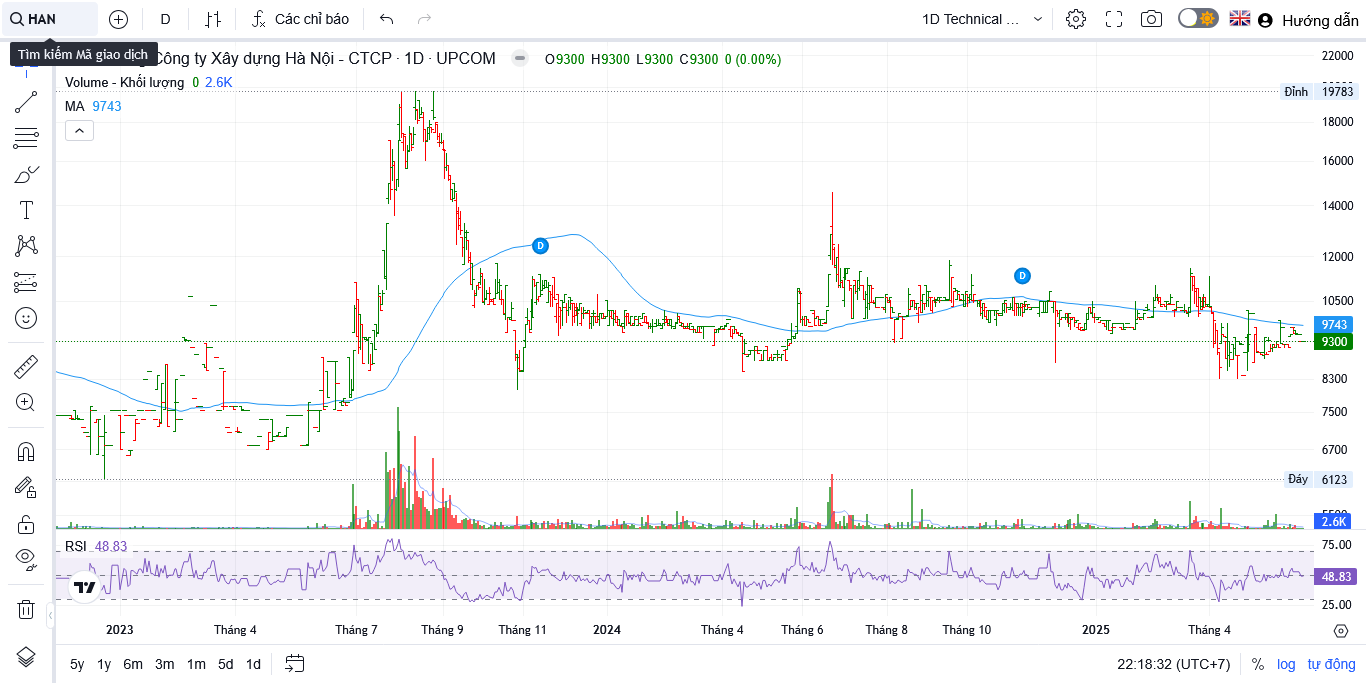 HAN
D
Các chỉ báo
1D Technical ...
Hướng dẫn
Tìm kiếm Mã giao dịch
Công ty Xây dựng Hà Nội - CTCP · 1D · UPCOM
O9300 H9300 L9300 C9300 0 (0.00%)
Volume - Khối lượng 0 2.6K
MA 9743
22000
Đỉnh 19783
18000
16000
14000
12000
10500
9743
9300
8300
7500
6700
Đáy 6123
2.6K
D
D
RSI 48.83
75.00
48.83
25.00
2023 Tháng 4 Tháng 7 Tháng 9 Tháng 11 2024 Tháng 4 Tháng 6 Tháng 8 Tháng 10 2025 Tháng 4
5y 1y 6m 3m 1m 5d 1d
22:18:32 (UTC+7) % log tự động